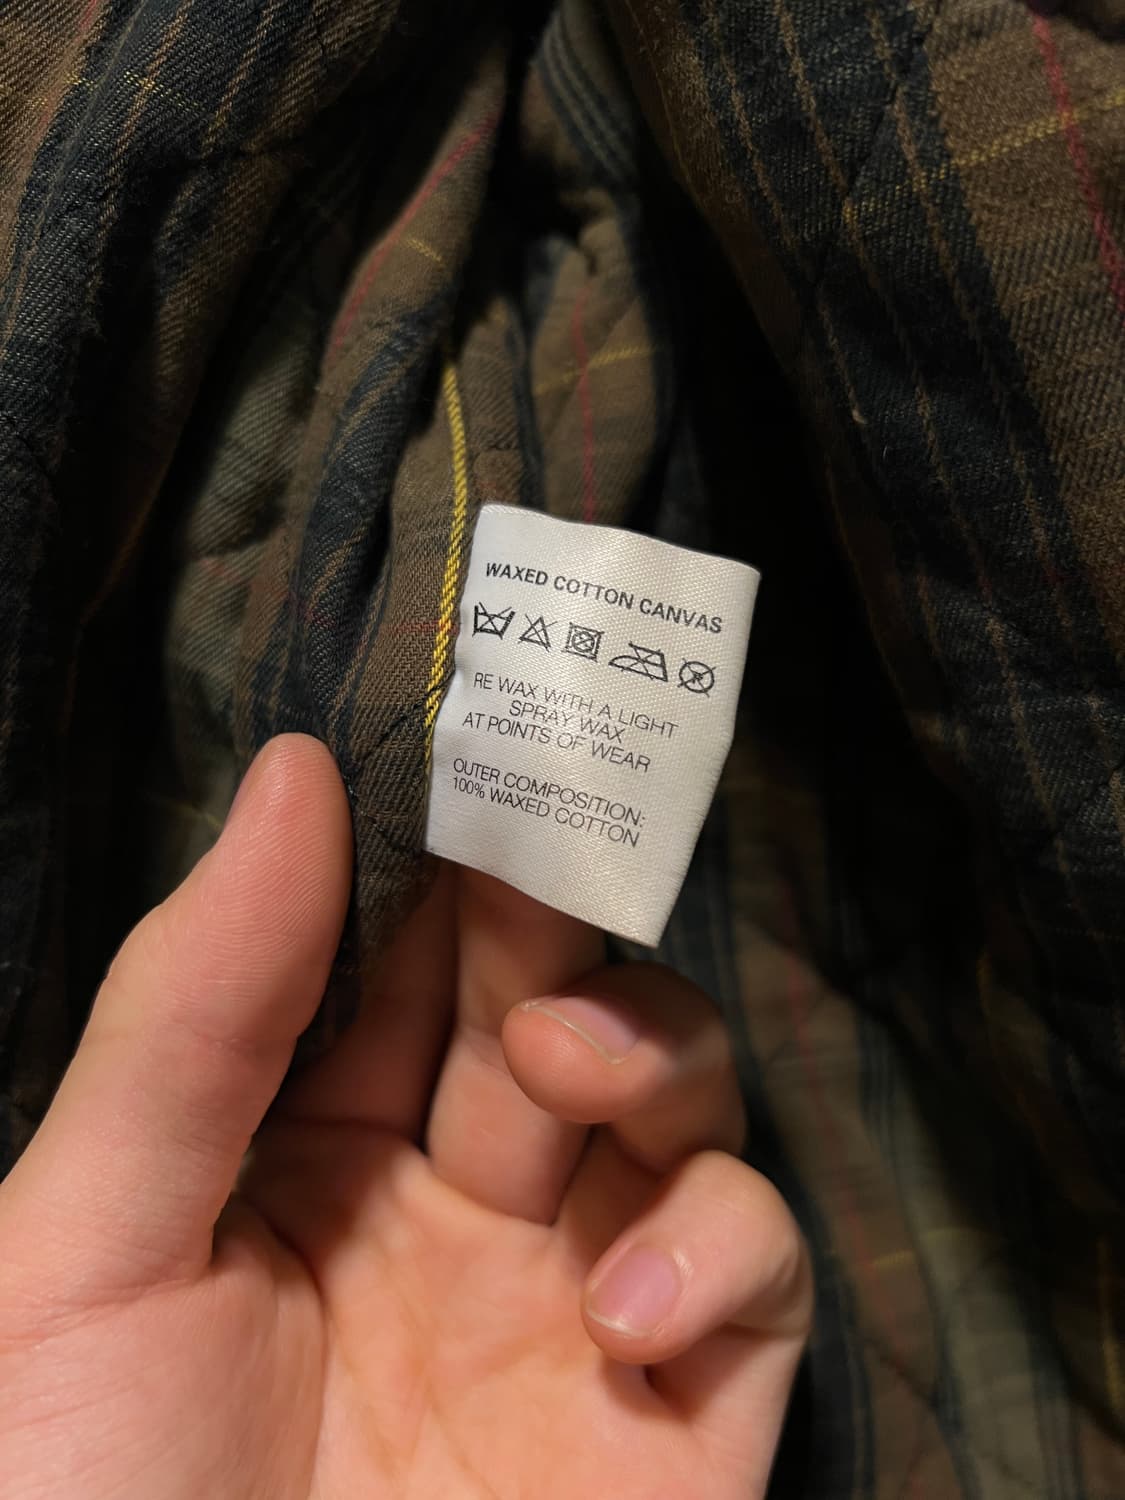 WAXED COTTON CANVAS
RE WAX WITH A LIGHT
SPRAY WAX
AT POINTS OF WEAR
OUTER COMPOSITION:
100% WAXED COTTON